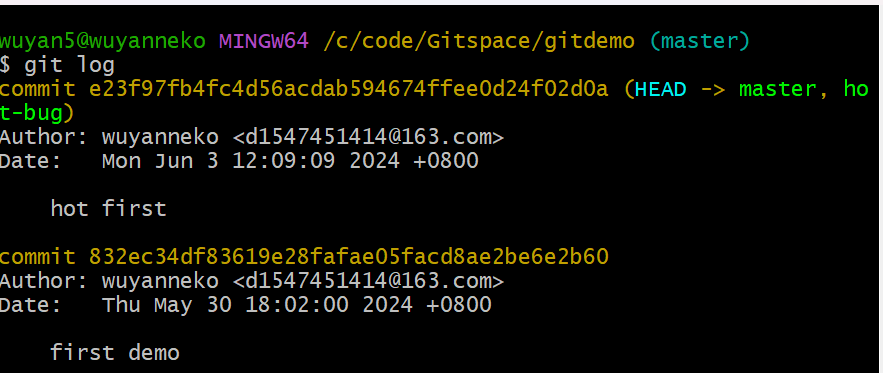 wuyan5@wuyanneko MINGW64 /c/code/Gitspace/gitdemo (master)
$ git log
commit e23f97fb4fc4d56acdab594674ffee0d24f02d0a (HEAD -> master, ho
t-bug)
Author: wuyanneko <d1547451414@163.com>
Date:   Mon Jun 3 12:09:09 2024 +0800
    hot first
commit 832ec34df83619e28fafae05facd8ae2be6e2b60
Author: wuyanneko <d1547451414@163.com>
Date:   Thu May 30 18:02:00 2024 +0800
    first demo